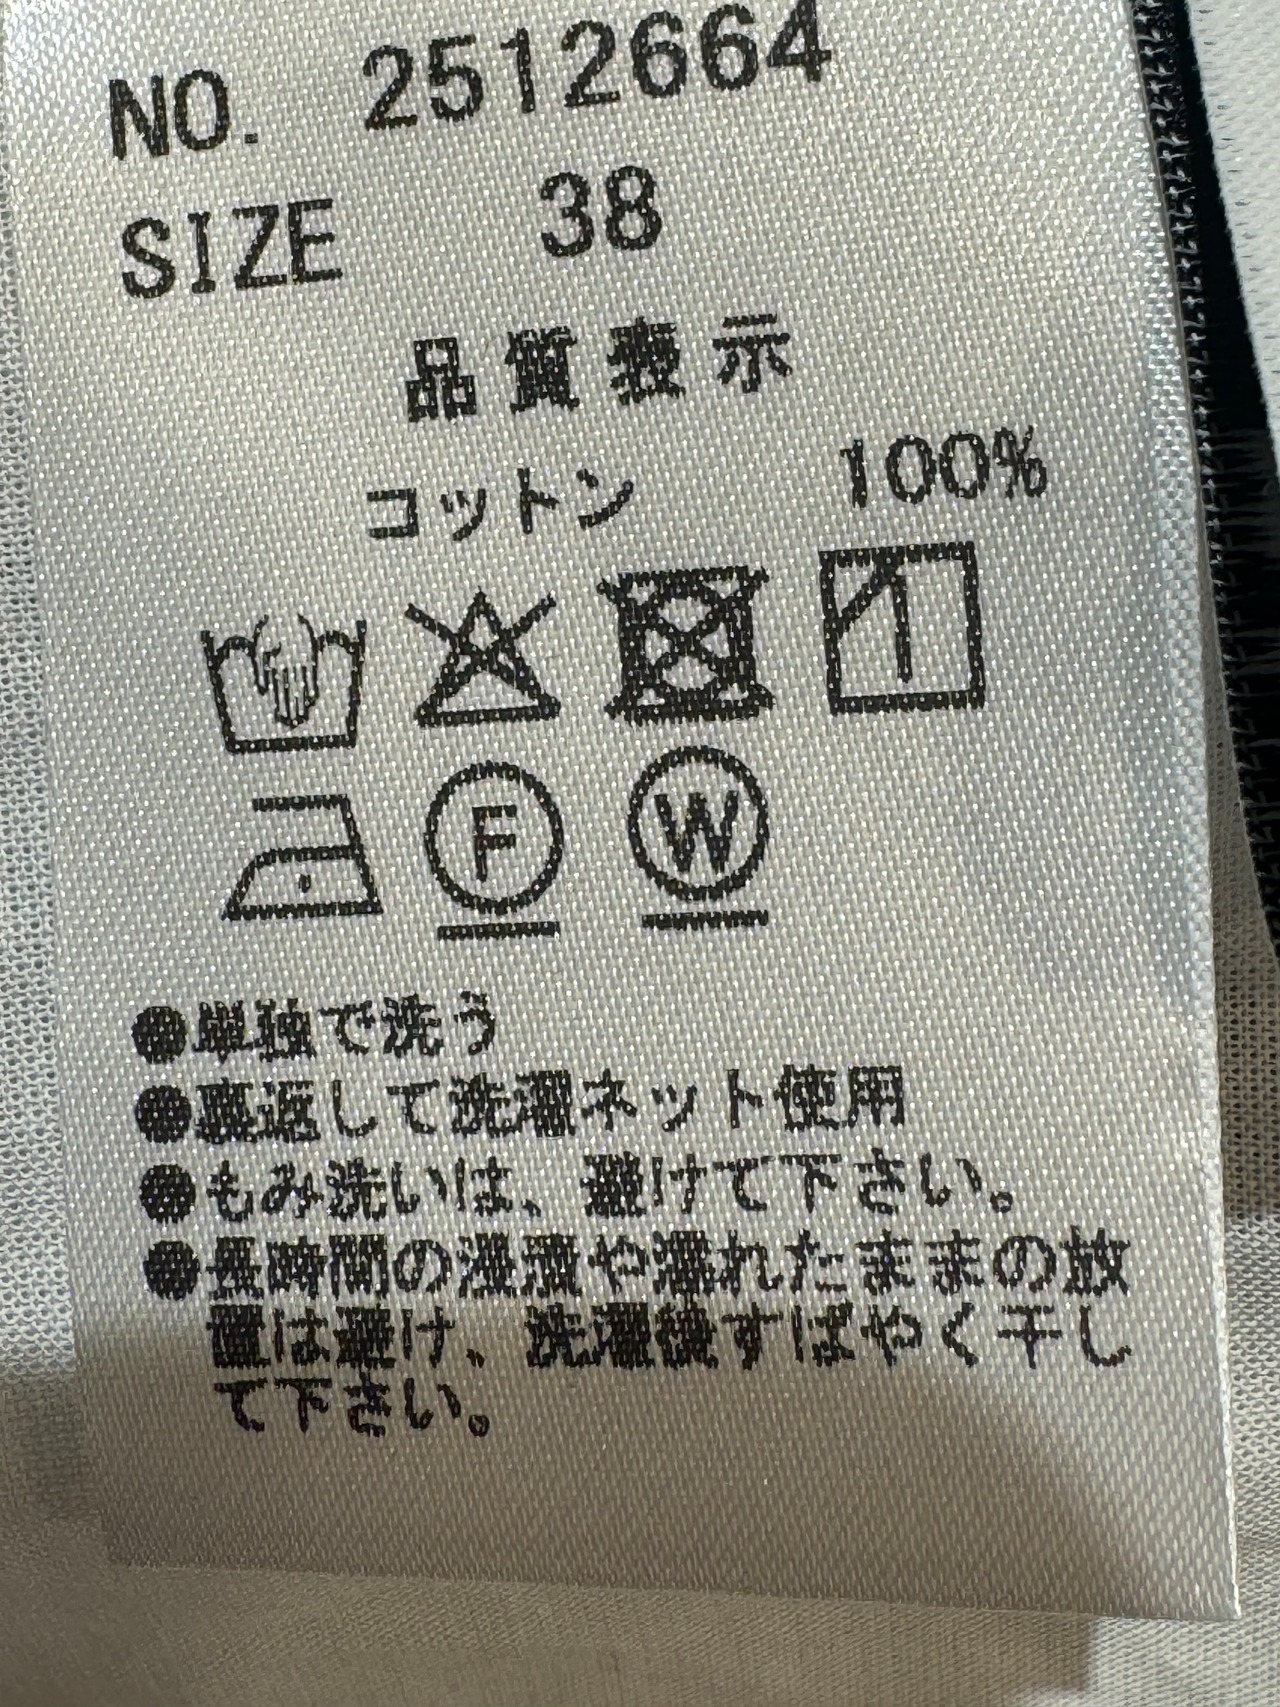 NO. 2512664
SIZE 38
品質表示
コットン 100%
F W
●単独で洗う
●裏返して洗濯ネット使用
●もみ洗いは、避けて下さい。
●長時間の浸漬や濡れたままの放
置は避け、洗濯後すばやく干し
て下さい。